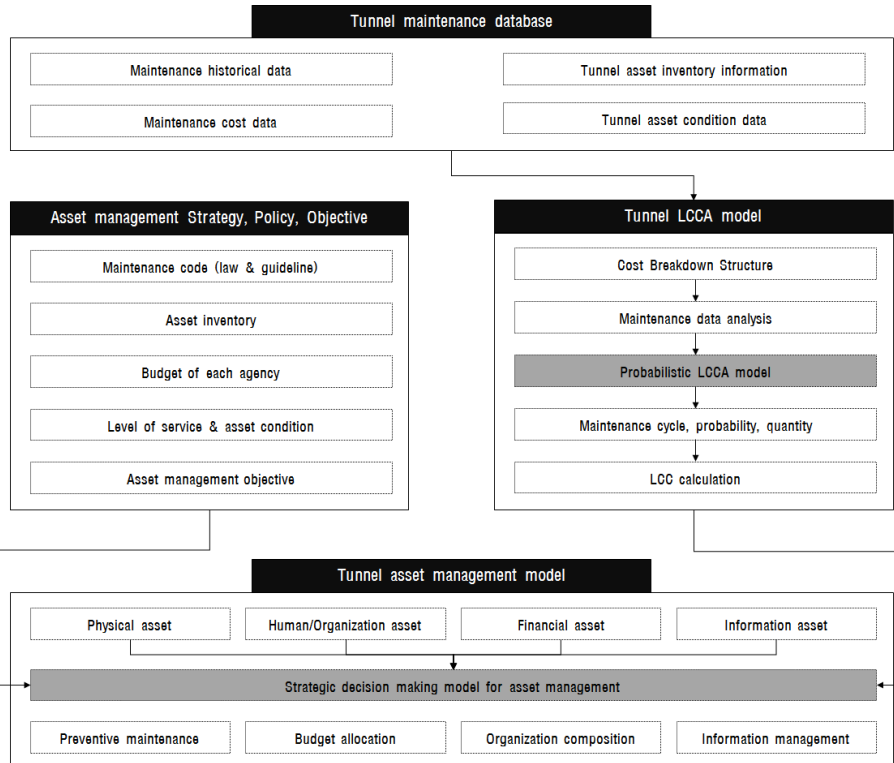 Tunnel maintenance database
Maintenance historical data
Tunnel asset inventory information
Maintenance cost data
Tunnel asset condition data
Asset management Strategy, Policy, Objective
Maintenance code (law & guideline)
Asset inventory
Budget of each agency
Level of service & asset condition
Asset management objective
Tunnel LCCA model
Cost Breakdown Structure
Maintenance data analysis
Probabilistic LCCA model
Maintenance cycle, probability, quantity
LCC calculation
Tunnel asset management model
Physical asset
Human/Organization asset
Financial asset
Information asset
Strategic decision making model for asset management
Preventive maintenance
Budget allocation
Organization composition
Information management